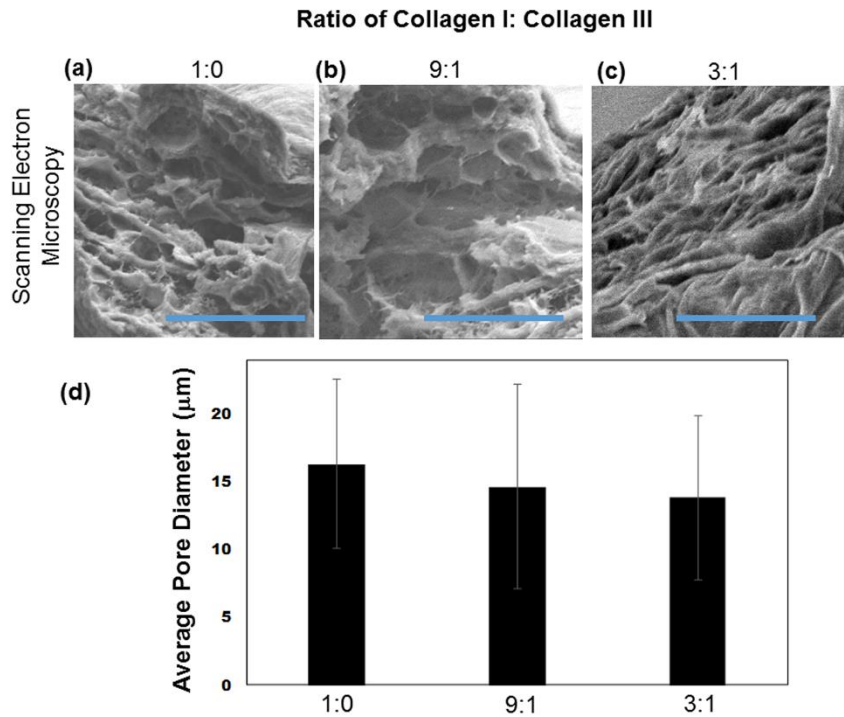 Ratio of Collagen I: Collagen III
(a)
1:0
(b)
9:1
(c)
3:1
Scanning Electron
Microscopy
(d)
Average Pore Diameter (μm)
20
15
10
5
0
1:0
9:1
3:1